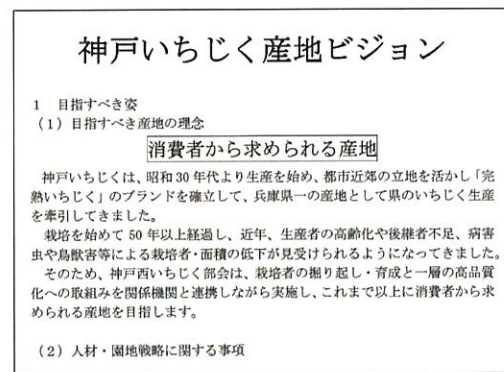 神戸いちじく産地ビジョン
1 目指すべき姿
（1）目指すべき産地の理念
消費者から求められる産地
神戸いちじくは、昭和30年代より生産を始め、都市近郊の立地を活かし「完
熟いちじく」のブランドを確立して、兵庫県一の産地として県のいちじく生産
を牽引してきました。
栽培を始めて50年以上経過し、近年、生産者の高齢化や後継者不足、病害
虫や鳥獣害等による栽培者・面積の低下が見受けられるようになってきました。
そのため、神戸西いちじく部会は、栽培者の掘り起し・育成と一層の高品質
化への取組みを関係機関と連携しながら実施し、これまで以上に消費者から求
められる産地を目指します。
（2）人材・園地戦略に関する事項